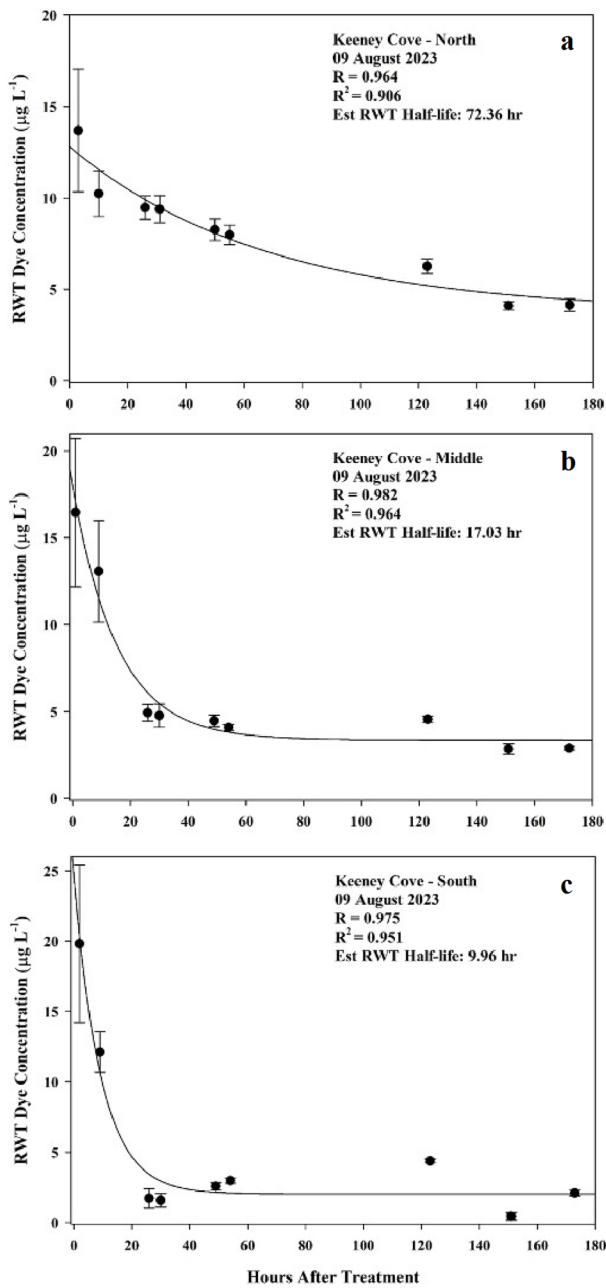 20
15
10
5
0
RWT Dye Concentration (µg L⁻¹)
Keeney Cove - North
09 August 2023
R = 0.964
R² = 0.906
Est RWT Half-life: 72.36 hr
a
0 20 40 60 80 100 120 140 160 180
20
15
10
5
0
RWT Dye Concentration (µg L⁻¹)
Keeney Cove - Middle
09 August 2023
R = 0.982
R² = 0.964
Est RWT Half-life: 17.03 hr
b
0 20 40 60 80 100 120 140 160 180
25
20
15
10
5
0
RWT Dye Concentration (µg L⁻¹)
Keeney Cove - South
09 August 2023
R = 0.975
R² = 0.951
Est RWT Half-life: 9.96 hr
c
0 20 40 60 80 100 120 140 160 180
Hours After Treatment